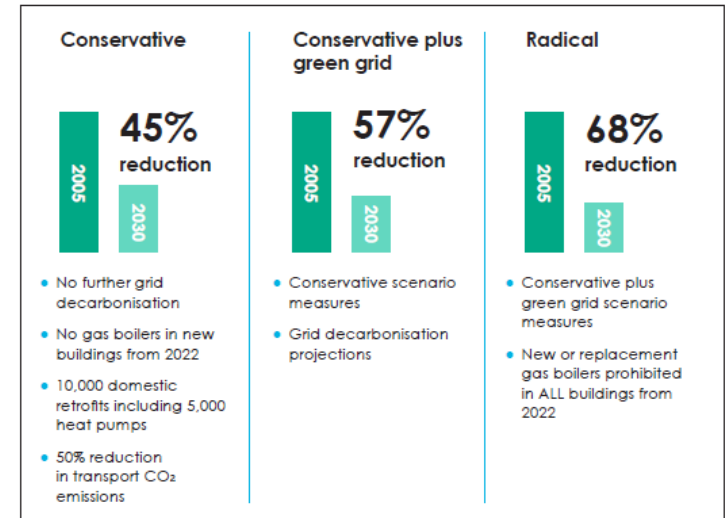 Conservative
45%
reduction
2005
2030
• No further grid
decarbonisation
• No gas boilers in new
buildings from 2022
• 10,000 domestic
retrofits including 5,000
heat pumps
• 50% reduction
in transport CO₂
emissions
Conservative plus
green grid
57%
reduction
2005
2030
• Conservative scenario
measures
• Grid decarbonisation
projections
Radical
68%
reduction
2005
2030
• Conservative plus
green grid scenario
measures
• New or replacement
gas boilers prohibited
in ALL buildings from
2022